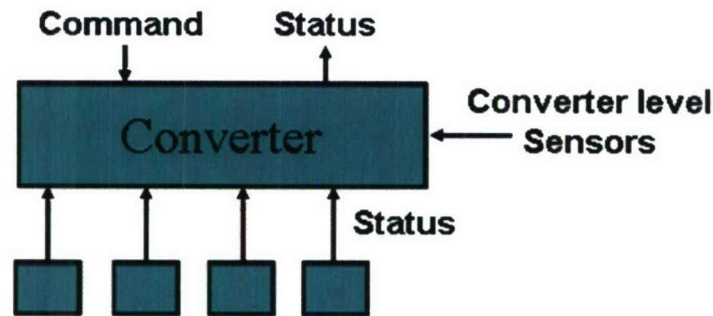 Command
Status
Converter
Converter level
Sensors
Status